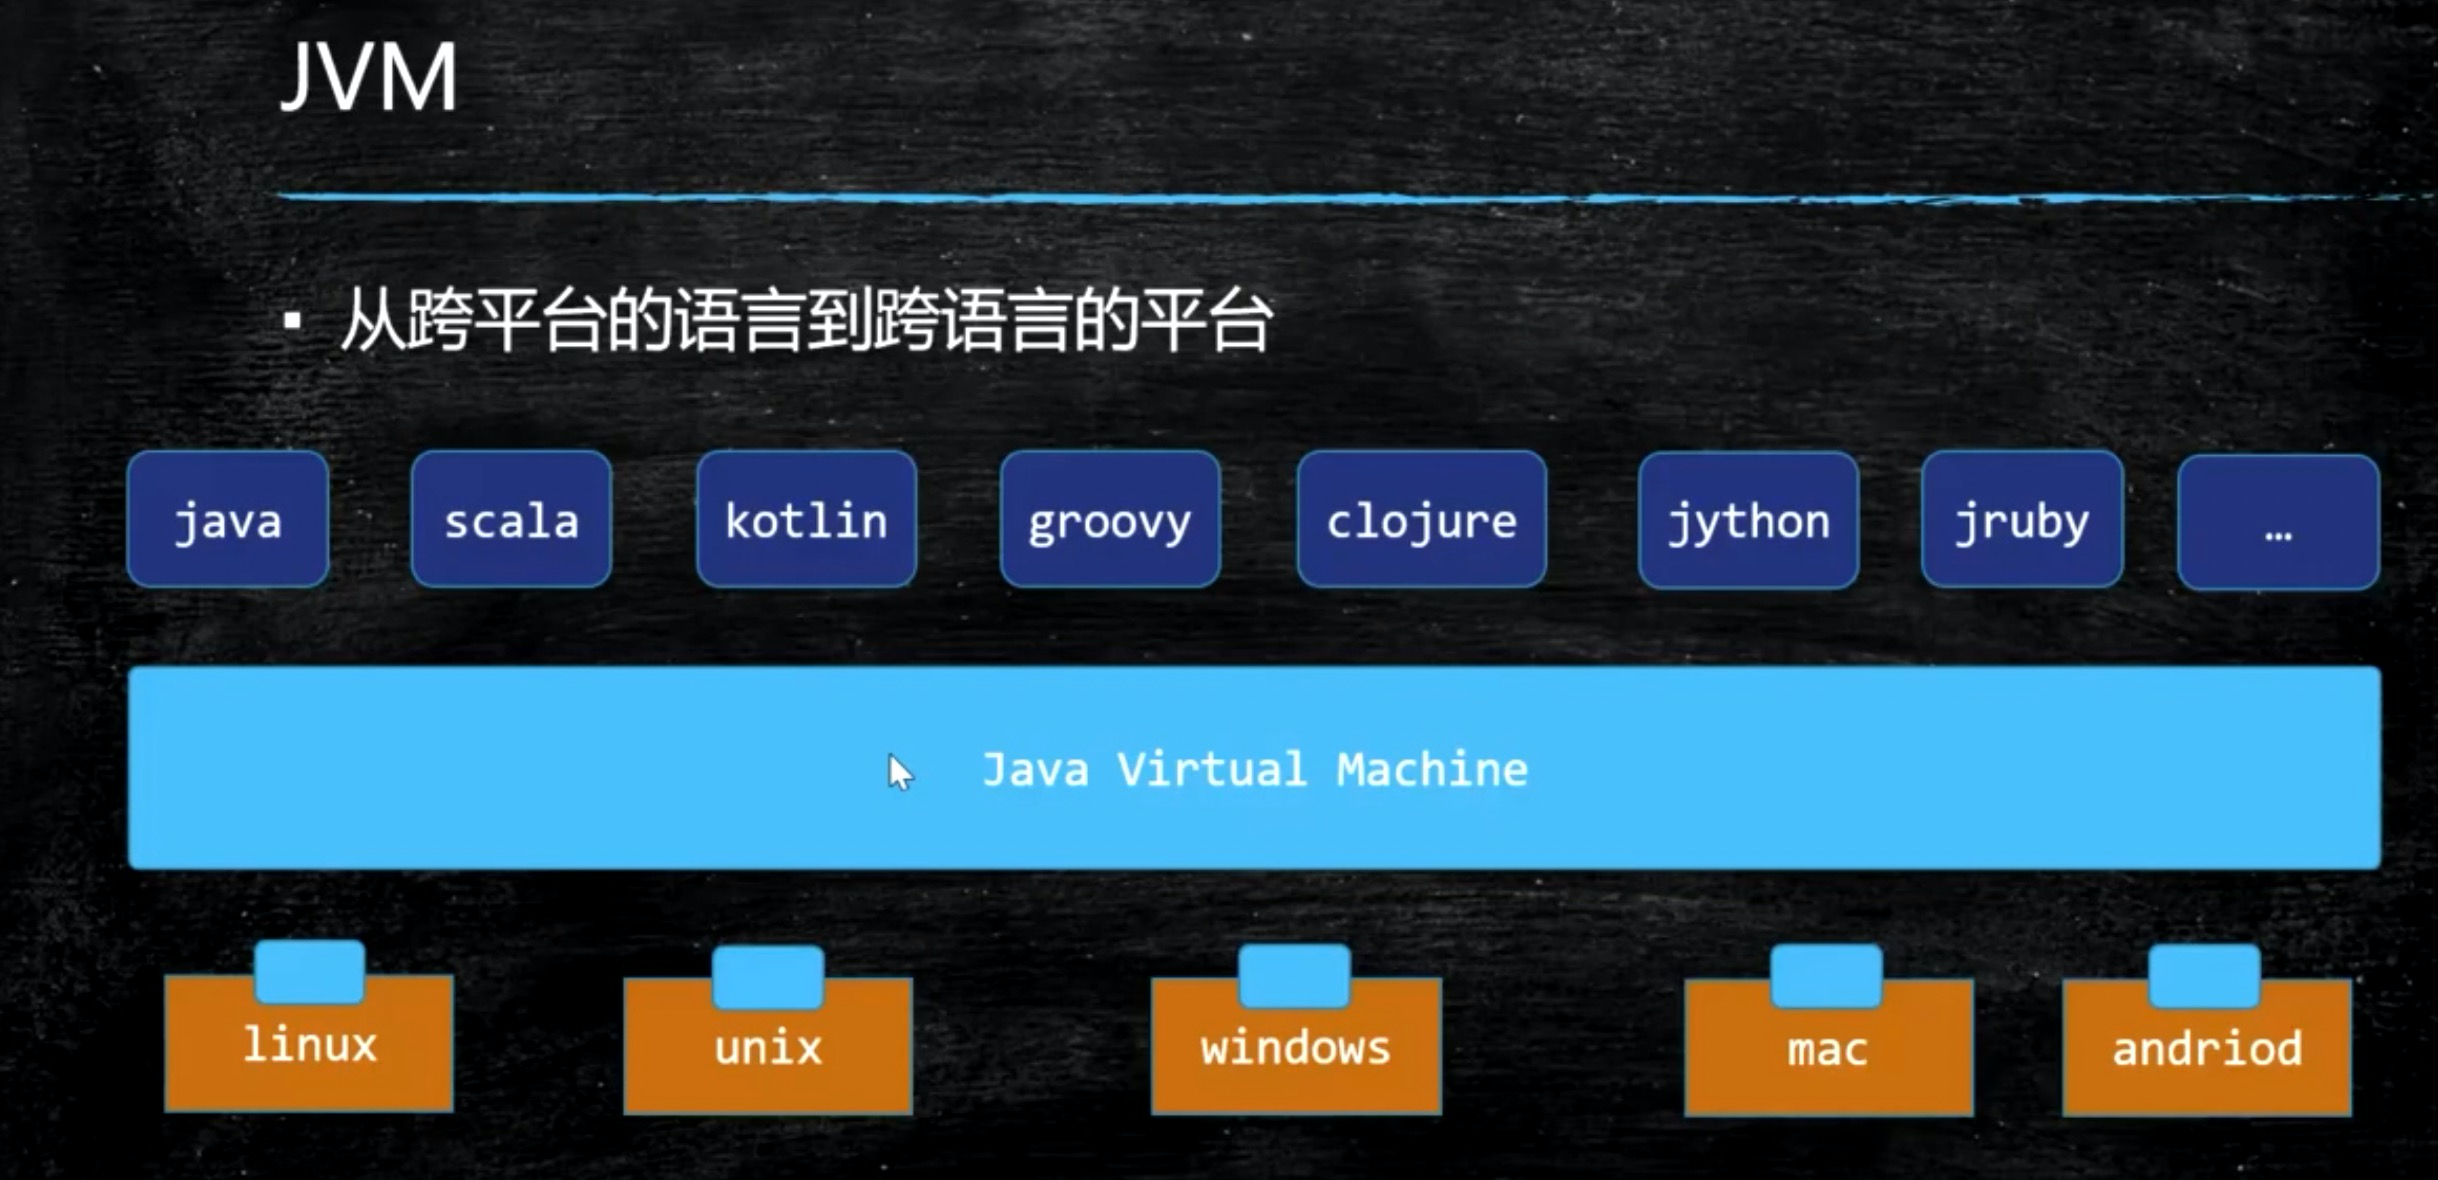 JVM
▪ 从跨平台的语言到跨语言的平台
java scala kotlin groovy clojure jython jruby …
Java Virtual Machine
linux unix windows mac andriod